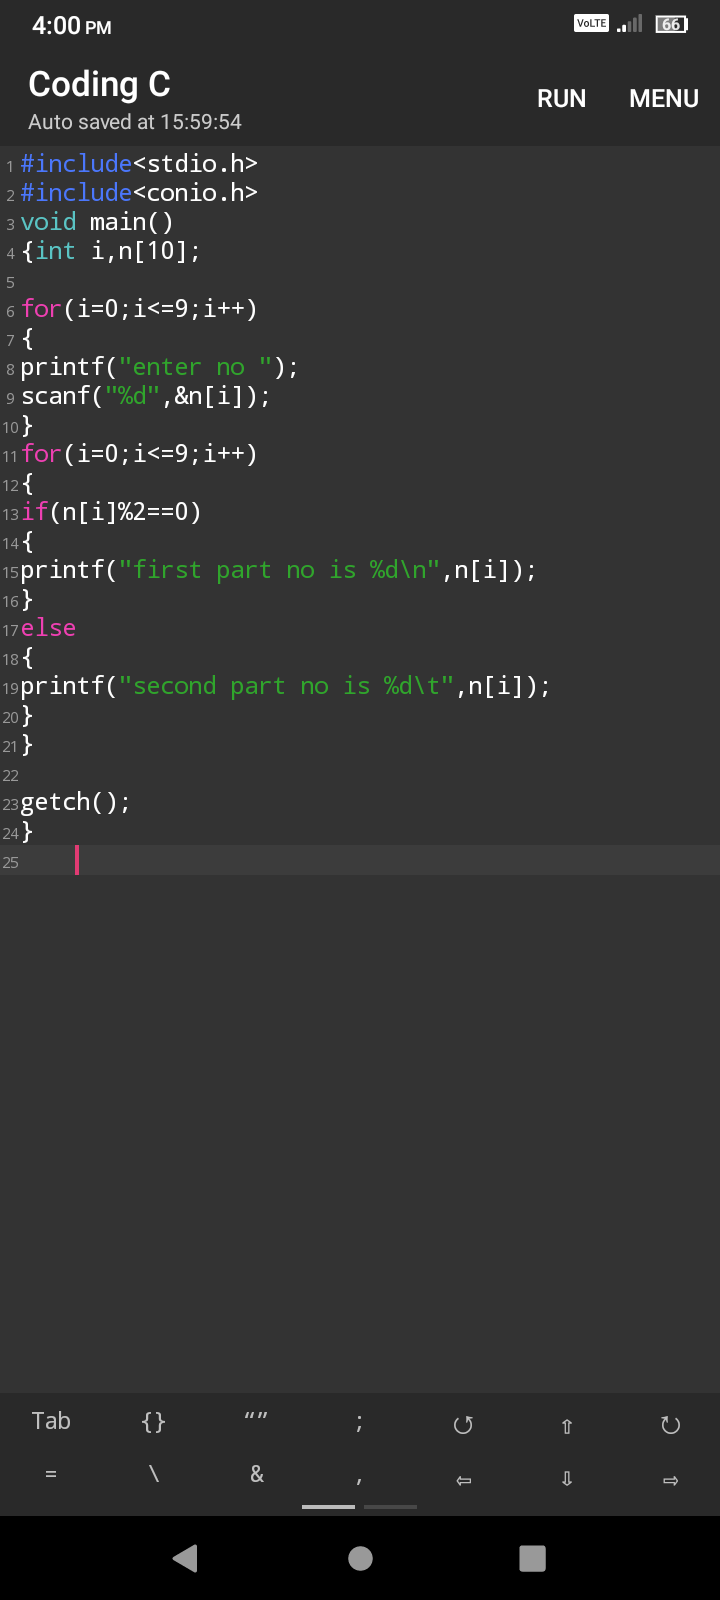 4:00 PM
VoLTE
66
Coding C
Auto saved at 15:59:54
RUN
MENU
1 #include<stdio.h>
2 #include<conio.h>
3 void main()
4 {int i,n[10];
5
6 for(i=0;i<=9;i++)
7 {
8 printf("enter no ");
9 scanf("%d",&n[i]);
10 }
11 for(i=0;i<=9;i++)
12 {
13 if(n[i]%2==0)
14 {
15 printf("first part no is %d\n",n[i]);
16 }
17 else
18 {
19 printf("second part no is %d\t",n[i]);
20 }
21 }
22
23 getch();
24 }
25
Tab {} “” ; ⭯ ⇧ ⭮
= \ & , ⇦ ⇩ ⇨